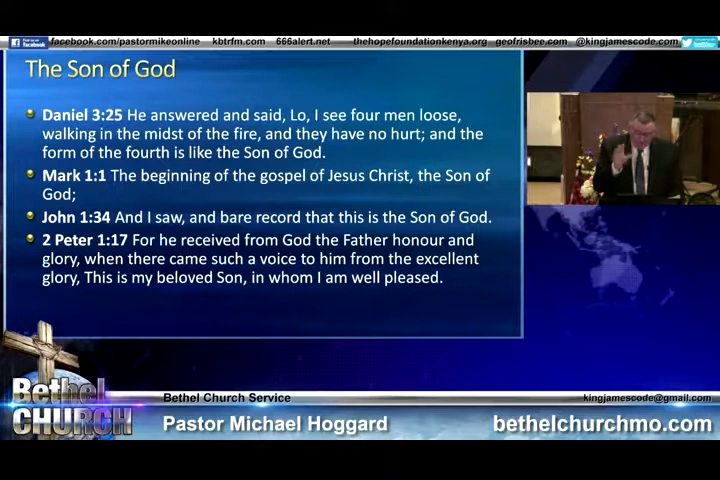 facebook.com/pastormikeonline kbtrfm.com 666alert.net thehopefoundationkenya.org geofrisbee.com @kingjamescode.com
The Son of God
Daniel 3:25 He answered and said, Lo, I see four men loose,
walking in the midst of the fire, and they have no hurt; and the
form of the fourth is like the Son of God.
Mark 1:1 The beginning of the gospel of Jesus Christ, the Son of
God;
John 1:34 And I saw, and bare record that this is the Son of God.
2 Peter 1:17 For he received from God the Father honour and
glory, when there came such a voice to him from the excellent
glory, This is my beloved Son, in whom I am well pleased.
Bethel
CHURCH
Bethel Church Service kingjamescode@gmail.com
Pastor Michael Hoggard bethelchurchmo.com